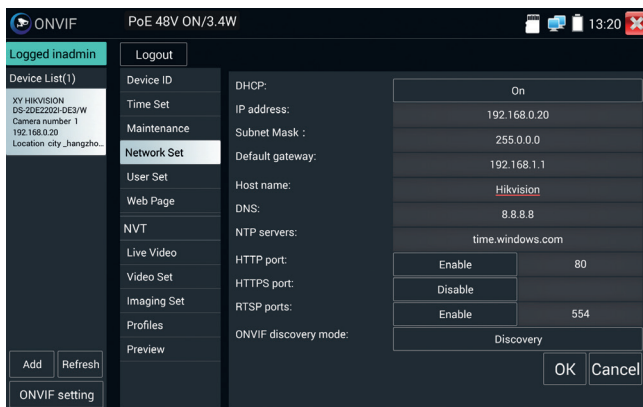 ONVIF
PoE 48V ON/3.4W
13:20
Logged inadmin
Logout
Device List(1)
XY HIKVISION
DS-2DE2202I-DE3/W
Camera number 1
192.168.0.20
Location city_hangzho...
Add
Refresh
ONVIF setting
Device ID
Time Set
Maintenance
Network Set
User Set
Web Page
NVT
Live Video
Video Set
Imaging Set
Profiles
Preview
DHCP: On
IP address: 192.168.0.20
Subnet Mask : 255.0.0.0
Default gateway: 192.168.1.1
Host name: Hikvision
DNS: 8.8.8.8
NTP servers: time.windows.com
HTTP port: Enable 80
HTTPS port: Disable
RTSP ports: Enable 554
ONVIF discovery mode: Discovery
OK Cancel